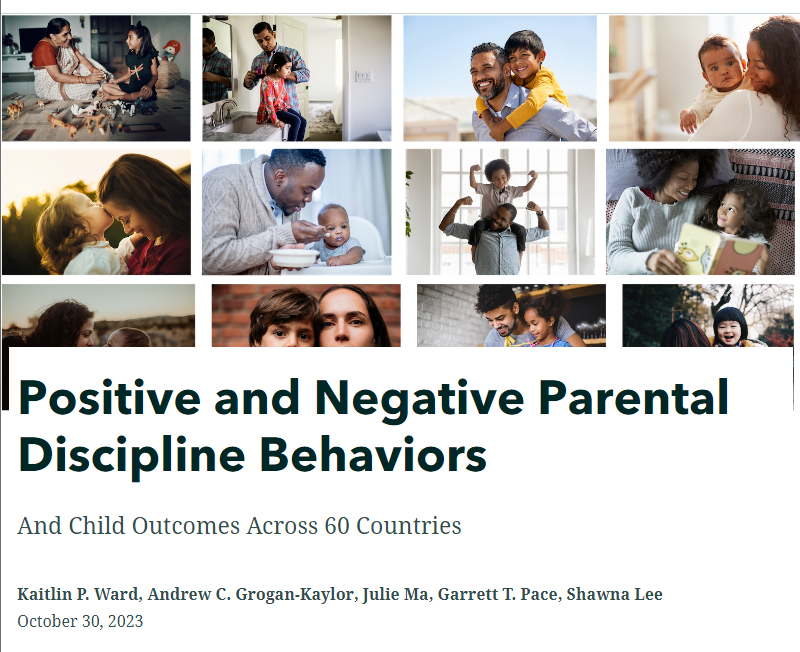 Positive and Negative Parental
Discipline Behaviors
And Child Outcomes Across 60 Countries
Kaitlin P. Ward, Andrew C. Grogan-Kaylor, Julie Ma, Garrett T. Pace, Shawna Lee
October 30, 2023